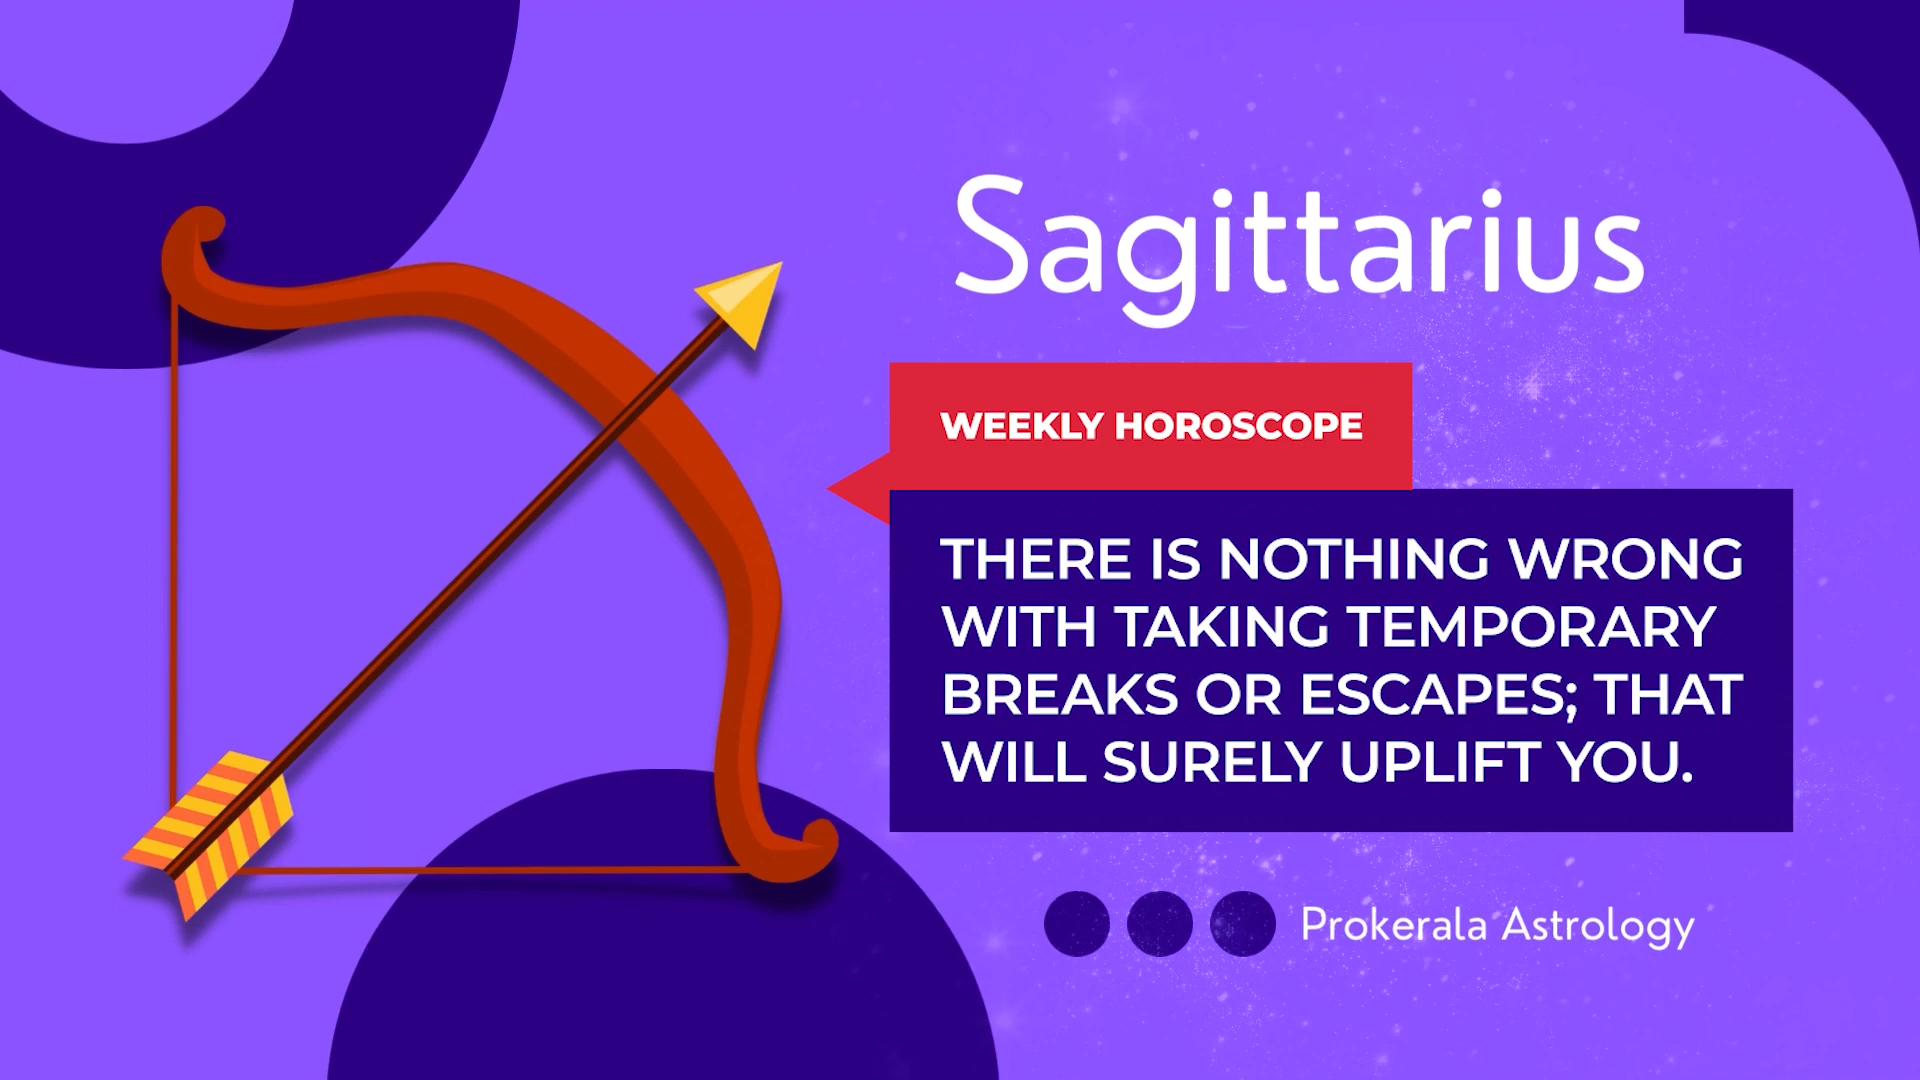 Sagittarius
WEEKLY HOROSCOPE
THERE IS NOTHING WRONG
WITH TAKING TEMPORARY
BREAKS OR ESCAPES; THAT
WILL SURELY UPLIFT YOU.
Prokerala Astrology